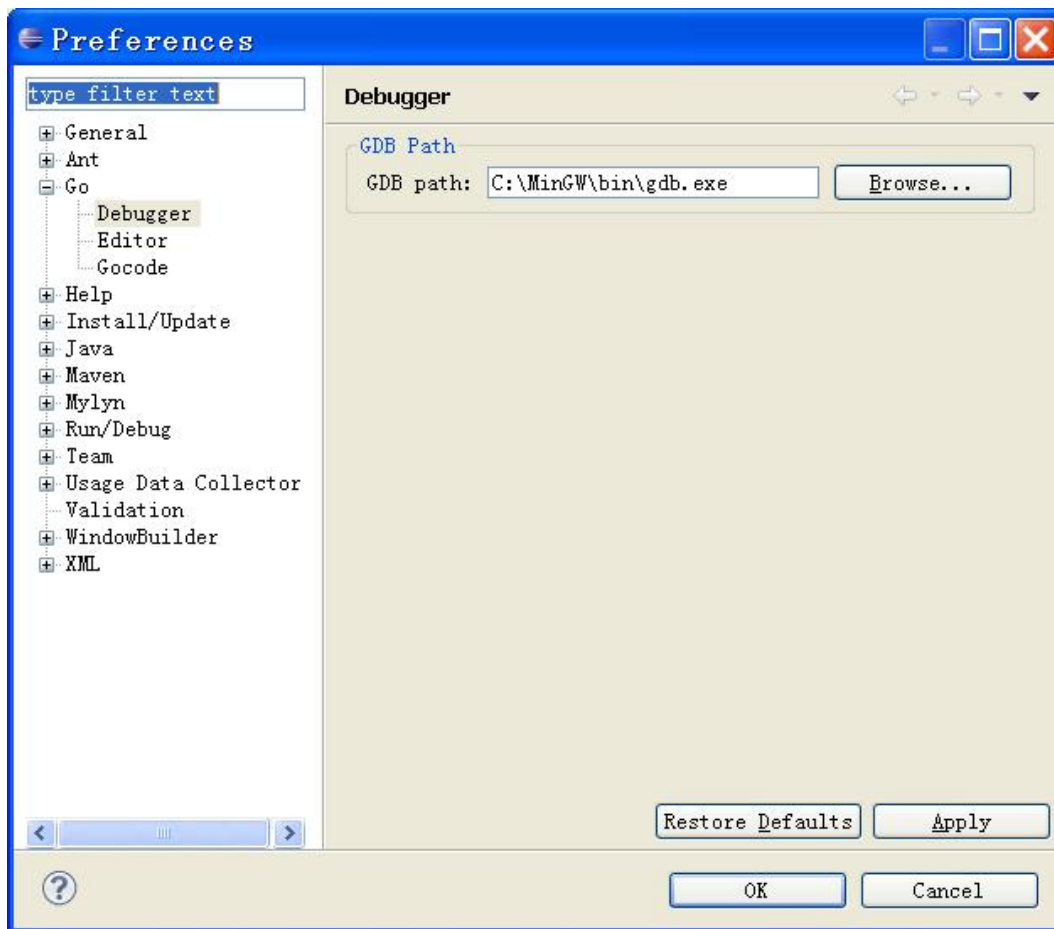 Preferences
type filter text
General
Ant
Go
Debugger
Editor
Gocode
Help
Install/Update
Java
Maven
Mylyn
Run/Debug
Team
Usage Data Collector
Validation
WindowBuilder
XML
Debugger
GDB Path
GDB path: C:\MinGW\bin\gdb.exe Browse...
Restore Defaults Apply
OK Cancel